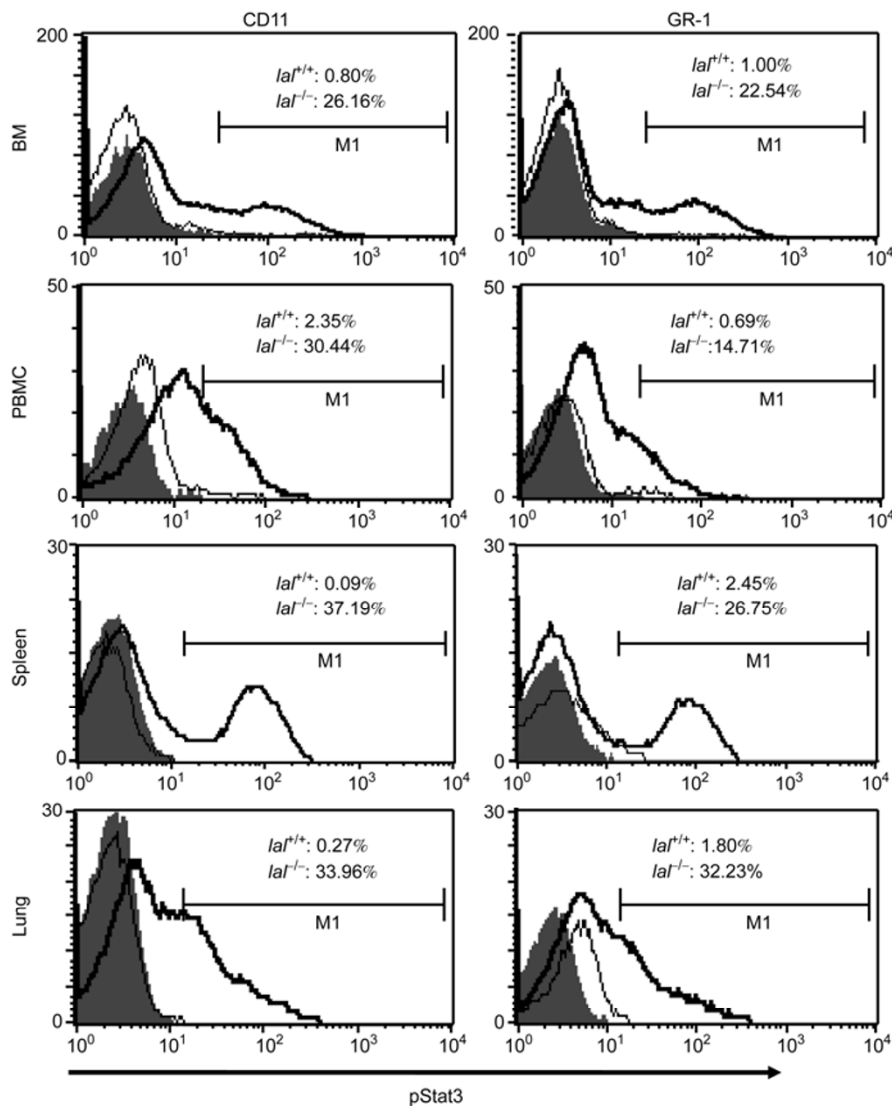 CD11 GR-1
200 200
lal+/+: 0.80% lal+/+: 1.00%
lal−/−: 26.16% lal−/−: 22.54%
BM
M1 M1
0 0
10⁰ 10¹ 10² 10³ 10⁴ 10⁰ 10¹ 10² 10³ 10⁴
50 50
lal+/+: 2.35% lal+/+: 0.69%
lal−/−: 30.44% lal−/−:14.71%
PBMC
M1 M1
0 0
10⁰ 10¹ 10² 10³ 10⁴ 10⁰ 10¹ 10² 10³ 10⁴
30 30
lal+/+: 0.09% lal+/+: 2.45%
lal−/−: 37.19% lal−/−: 26.75%
Spleen
M1 M1
0 0
10⁰ 10¹ 10² 10³ 10⁴ 10⁰ 10¹ 10² 10³ 10⁴
30 30
lal+/+: 0.27% lal+/+: 1.80%
lal−/−: 33.96% lal−/−: 32.23%
Lung
M1 M1
0 0
10⁰ 10¹ 10² 10³ 10⁴ 10⁰ 10¹ 10² 10³ 10⁴
pStat3